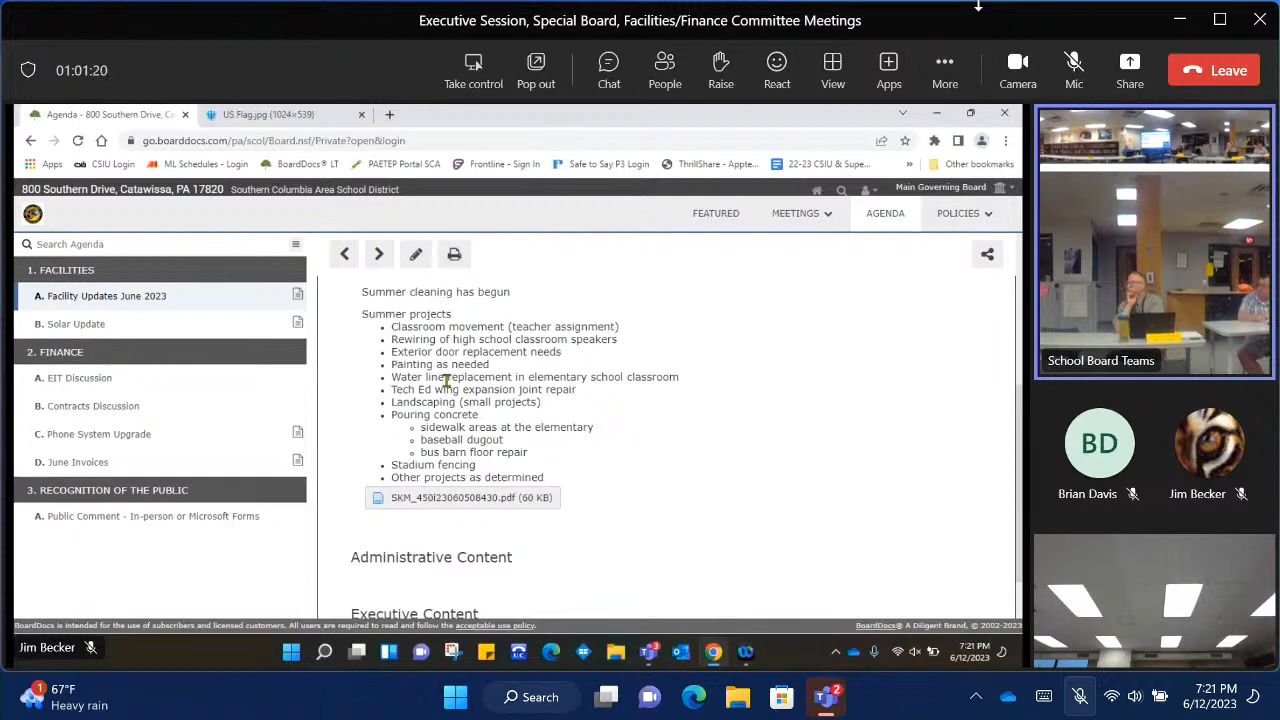 Executive Session, Special Board, Facilities/Finance Committee Meetings
01:01:20
Take control
Pop out
Chat
People
Raise
React
View
Apps
More
Camera
Mic
Share
Leave
Agenda - 800 Southern Drive, Ca
US Flag.jpg (1024×539)
go.boarddocs.com/pa/scol/Board.nsf/Private?open&login
Apps
CSIU Login
ML Schedules - Login
BoardDocs® LT
PAETEP Portal SCA
Frontline - Sign In
Safe to Say P3 Login
ThrillShare - Appte...
22-23 CSIU & Supe...
»
Other bookmarks
800 Southern Drive, Catawissa, PA 17820 Southern Columbia Area School District
Main Governing Board
FEATURED
MEETINGS
AGENDA
POLICIES
Search Agenda
1. FACILITIES
A. Facility Updates June 2023
B. Solar Update
2. FINANCE
A. EIT Discussion
B. Contracts Discussion
C. Phone System Upgrade
D. June Invoices
3. RECOGNITION OF THE PUBLIC
A. Public Comment - In-person or Microsoft Forms
Summer cleaning has begun
Summer projects
• Classroom movement (teacher assignment)
• Rewiring of high school classroom speakers
• Exterior door replacement needs
• Painting as needed
• Water line replacement in elementary school classroom
• Tech Ed wing expansion joint repair
• Landscaping (small projects)
• Pouring concrete
sidewalk areas at the elementary
baseball dugout
bus barn floor repair
• Stadium fencing
• Other projects as determined
SKM_450i23060508430.pdf (60 KB)
Administrative Content
Executive Content
BoardDocs is intended for the use of subscribers and licensed customers. All users are required to read and follow the acceptable use policy.
BoardDocs® A Diligent Brand, © 2002-2023
School Board Teams
BD
Brian Davis
Jim Becker
Jim Becker
7:21 PM
6/12/2023
1
67°F
Heavy rain
Search
2
7:21 PM
6/12/2023